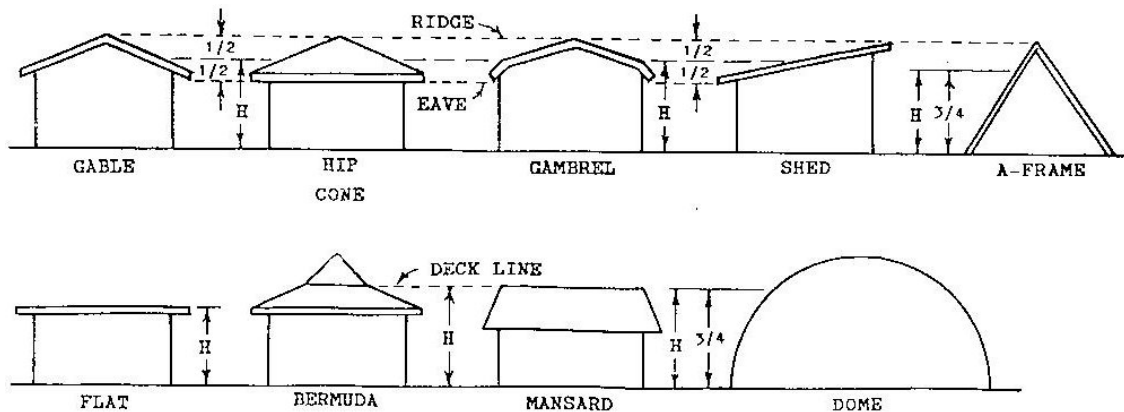 RIDGE
1/2
1/2
H
EAVE
H
1/2
1/2
H
3/4
GABLE
HIP
CONE
GAMBREL
SHED
A-FRAME
DECK LINE
H
H
H
3/4
FLAT
BERMUDA
MANSARD
DOME